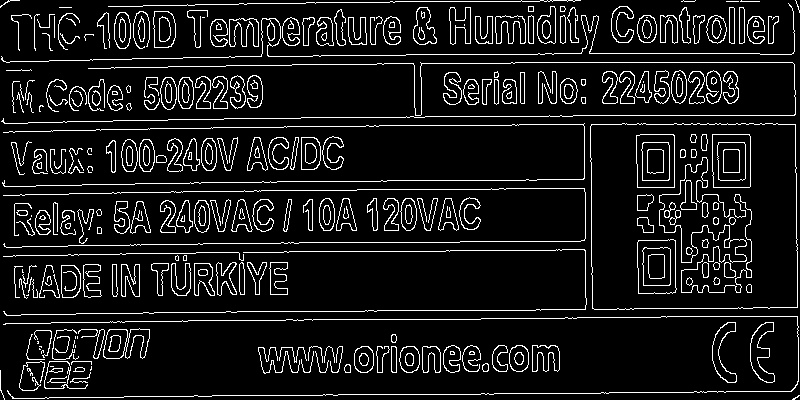 THC-100D Temperature & Humidity Controller
M.Code: 5002239
Serial No: 22450293
Vaux: 100-240V AC/DC
Relay: 5A 240VAC / 10A 120VAC
MADE IN TÜRKİYE
orion
ee
www.orionee.com
CE